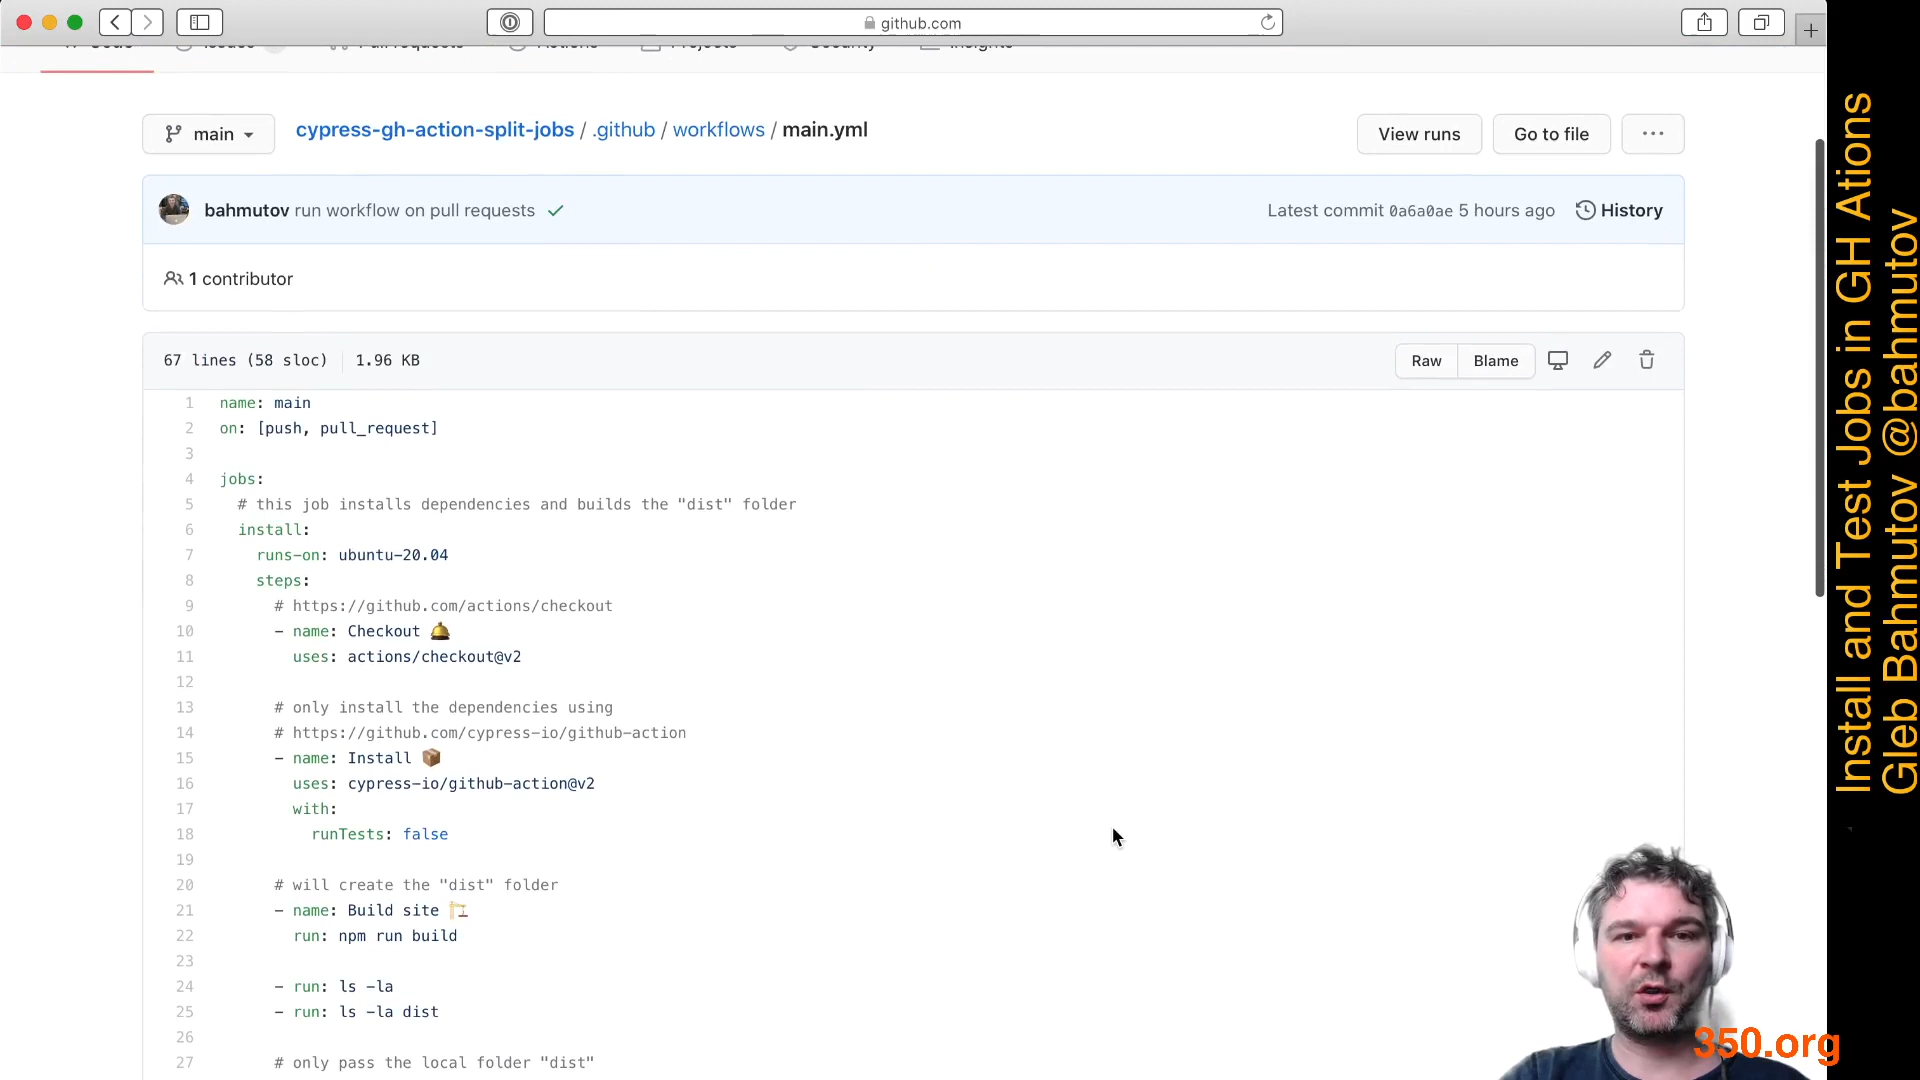 github.com
Code Issues Pull requests Actions Projects Security Insights
main
cypress-gh-action-split-jobs / .github / workflows / main.yml
View runs
Go to file
bahmutov run workflow on pull requests
Latest commit 0a6a0ae 5 hours ago
History
1 contributor
67 lines (58 sloc) 1.96 KB
Raw
Blame
1 name: main
2 on: [push, pull_request]
3
4 jobs:
5 # this job installs dependencies and builds the "dist" folder
6 install:
7 runs-on: ubuntu-20.04
8 steps:
9 # https://github.com/actions/checkout
10 - name: Checkout 🛎
11 uses: actions/checkout@v2
12
13 # only install the dependencies using
14 # https://github.com/cypress-io/github-action
15 - name: Install 📦
16 uses: cypress-io/github-action@v2
17 with:
18 runTests: false
19
20 # will create the "dist" folder
21 - name: Build site 🏗
22 run: npm run build
23
24 - run: ls -la
25 - run: ls -la dist
26
27 # only pass the local folder "dist"
Install and Test Jobs in GH Ations
Gleb Bahmutov @bahmutov
350.org